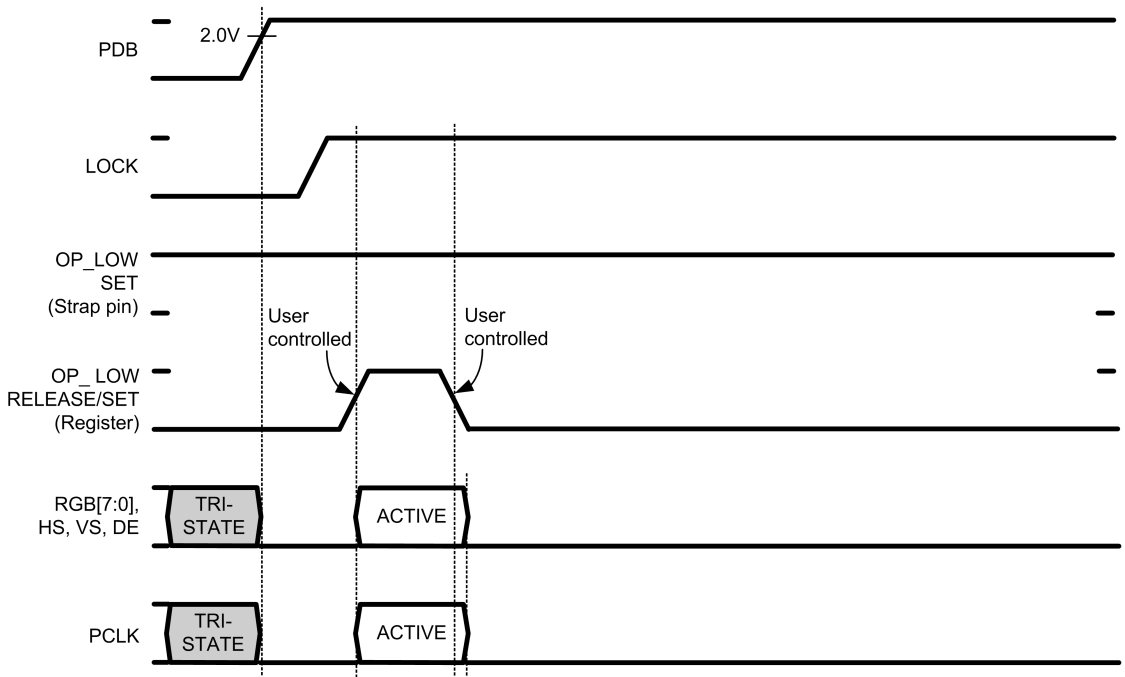 2.0V
PDB
LOCK
OP_LOW
SET
(Strap pin)
User
controlled
User
controlled
OP_ LOW
RELEASE/SET
(Register)
RGB[7:0],
HS, VS, DE
TRI-
STATE
ACTIVE
PCLK
TRI-
STATE
ACTIVE